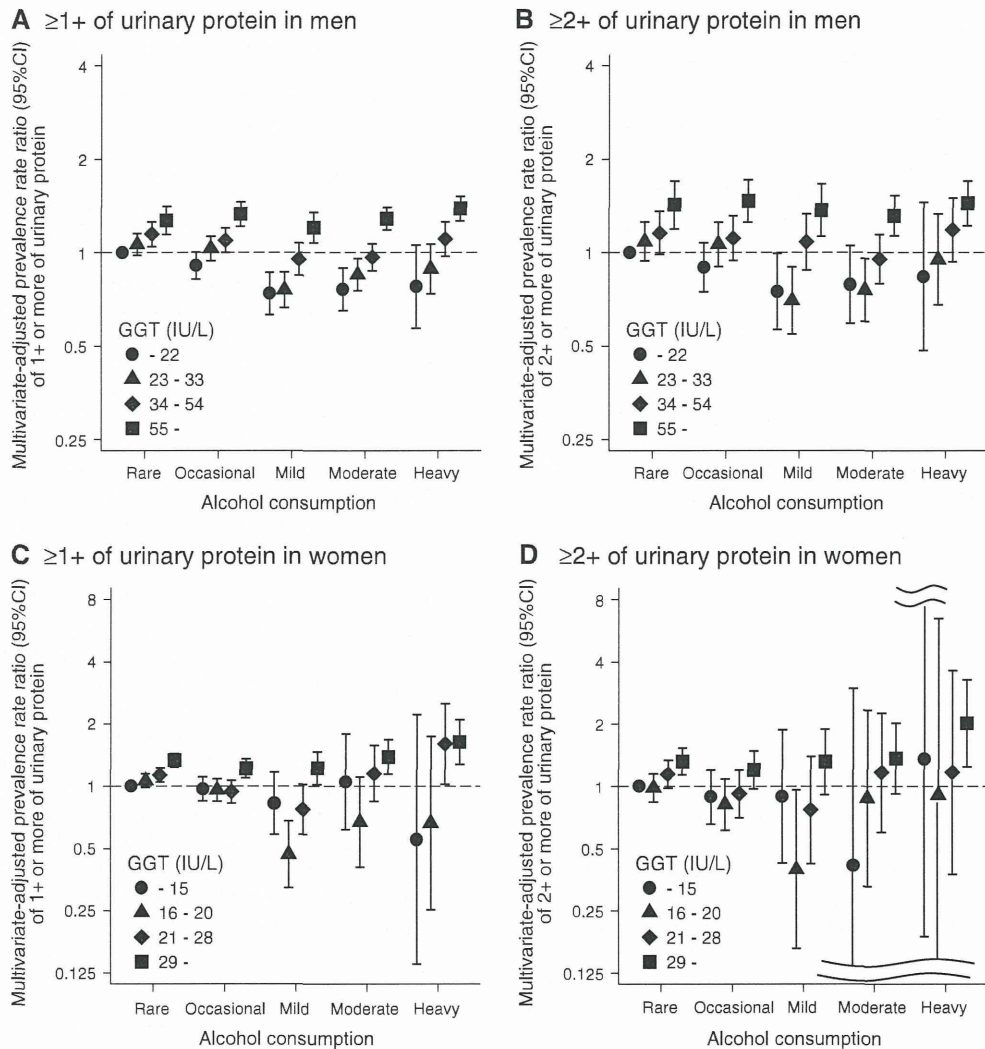 A ≥1+ of urinary protein in men
Multivariate-adjusted prevalence rate ratio (95%CI)
of 1+ or more of urinary protein
4
2
1
0.5
0.25
GGT (IU/L)
- 22
23 - 33
34 - 54
55 -
Rare Occasional Mild Moderate Heavy
Alcohol consumption
B ≥2+ of urinary protein in men
Multivariate-adjusted prevalence rate ratio (95%CI)
of 2+ or more of urinary protein
4
2
1
0.5
0.25
GGT (IU/L)
- 22
23 - 33
34 - 54
55 -
Rare Occasional Mild Moderate Heavy
Alcohol consumption
C ≥1+ of urinary protein in women
Multivariate-adjusted prevalence rate ratio (95%CI)
of 1+ or more of urinary protein
8
4
2
1
0.5
0.25
0.125
GGT (IU/L)
- 15
16 - 20
21 - 28
29 -
Rare Occasional Mild Moderate Heavy
Alcohol consumption
D ≥2+ of urinary protein in women
Multivariate-adjusted prevalence rate ratio (95%CI)
of 2+ or more of urinary protein
8
4
2
1
0.5
0.25
0.125
GGT (IU/L)
- 15
16 - 20
21 - 28
29 -
Rare Occasional Mild Moderate Heavy
Alcohol consumption